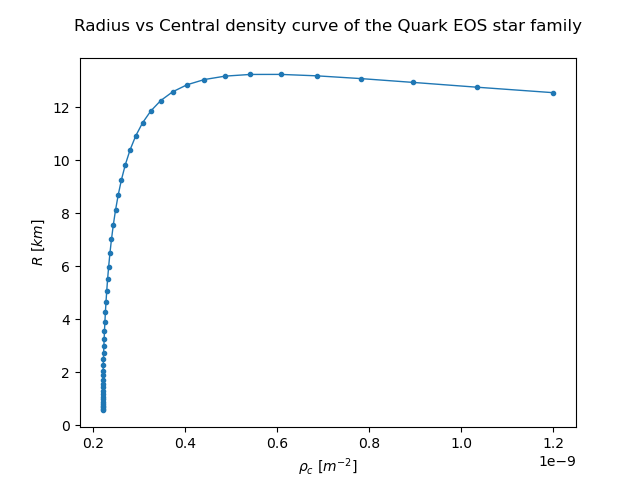 Radius vs Central density curve of the Quark EOS star family
12
10
8
6
4
2
0
R [km]
0.2 0.4 0.6 0.8 1.0 1.2
1e−9
ρc [m−2]